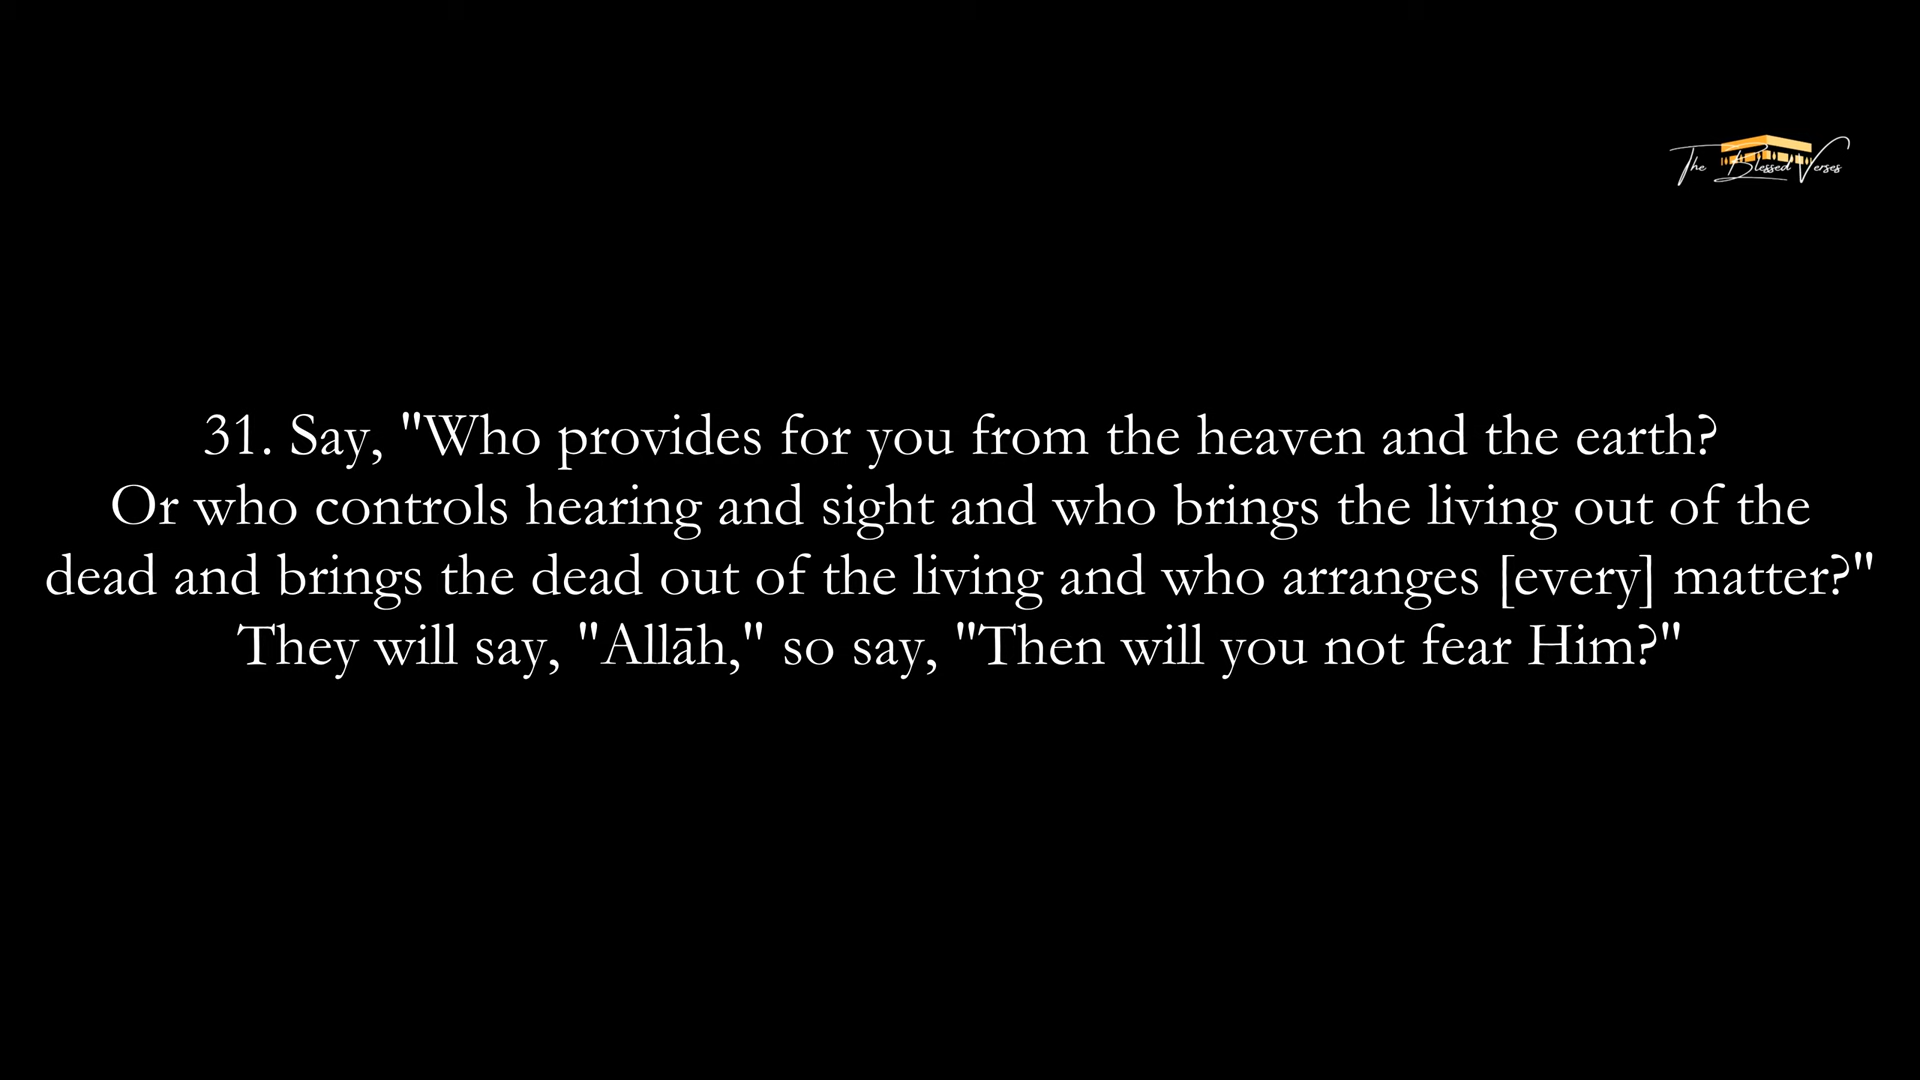 The Blessed Verses
31. Say, "Who provides for you from the heaven and the earth?
Or who controls hearing and sight and who brings the living out of the
dead and brings the dead out of the living and who arranges [every] matter?"
They will say, "Allāh," so say, "Then will you not fear Him?"